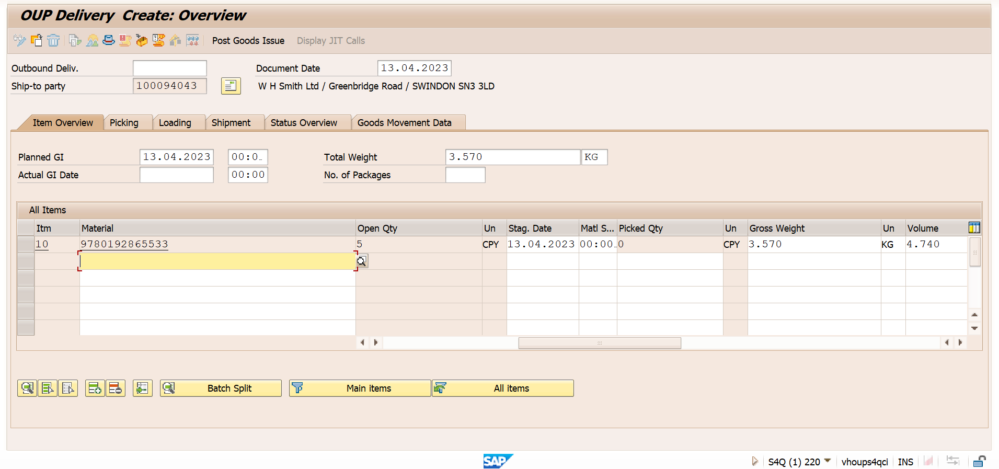 OUP Delivery Create: Overview
Post Goods Issue Display JIT Calls
Outbound Deliv. Document Date 13.04.2023
Ship-to party 100094043 W H Smith Ltd / Greenbridge Road / SWINDON SN3 3LD
Item Overview Picking Loading Shipment Status Overview Goods Movement Data
Planned GI 13.04.2023 00:0… Total Weight 3.570 KG
Actual GI Date 00:00 No. of Packages
All Items
Itm Material Open Qty Un Stag. Date Matl S... Picked Qty Un Gross Weight Un Volume
10 9780192865533 5 CPY 13.04.2023 00:00… 0 CPY 3.570 KG 4.740
Batch Split Main items All items
SAP S4Q (1) 220 vhoups4qci INS